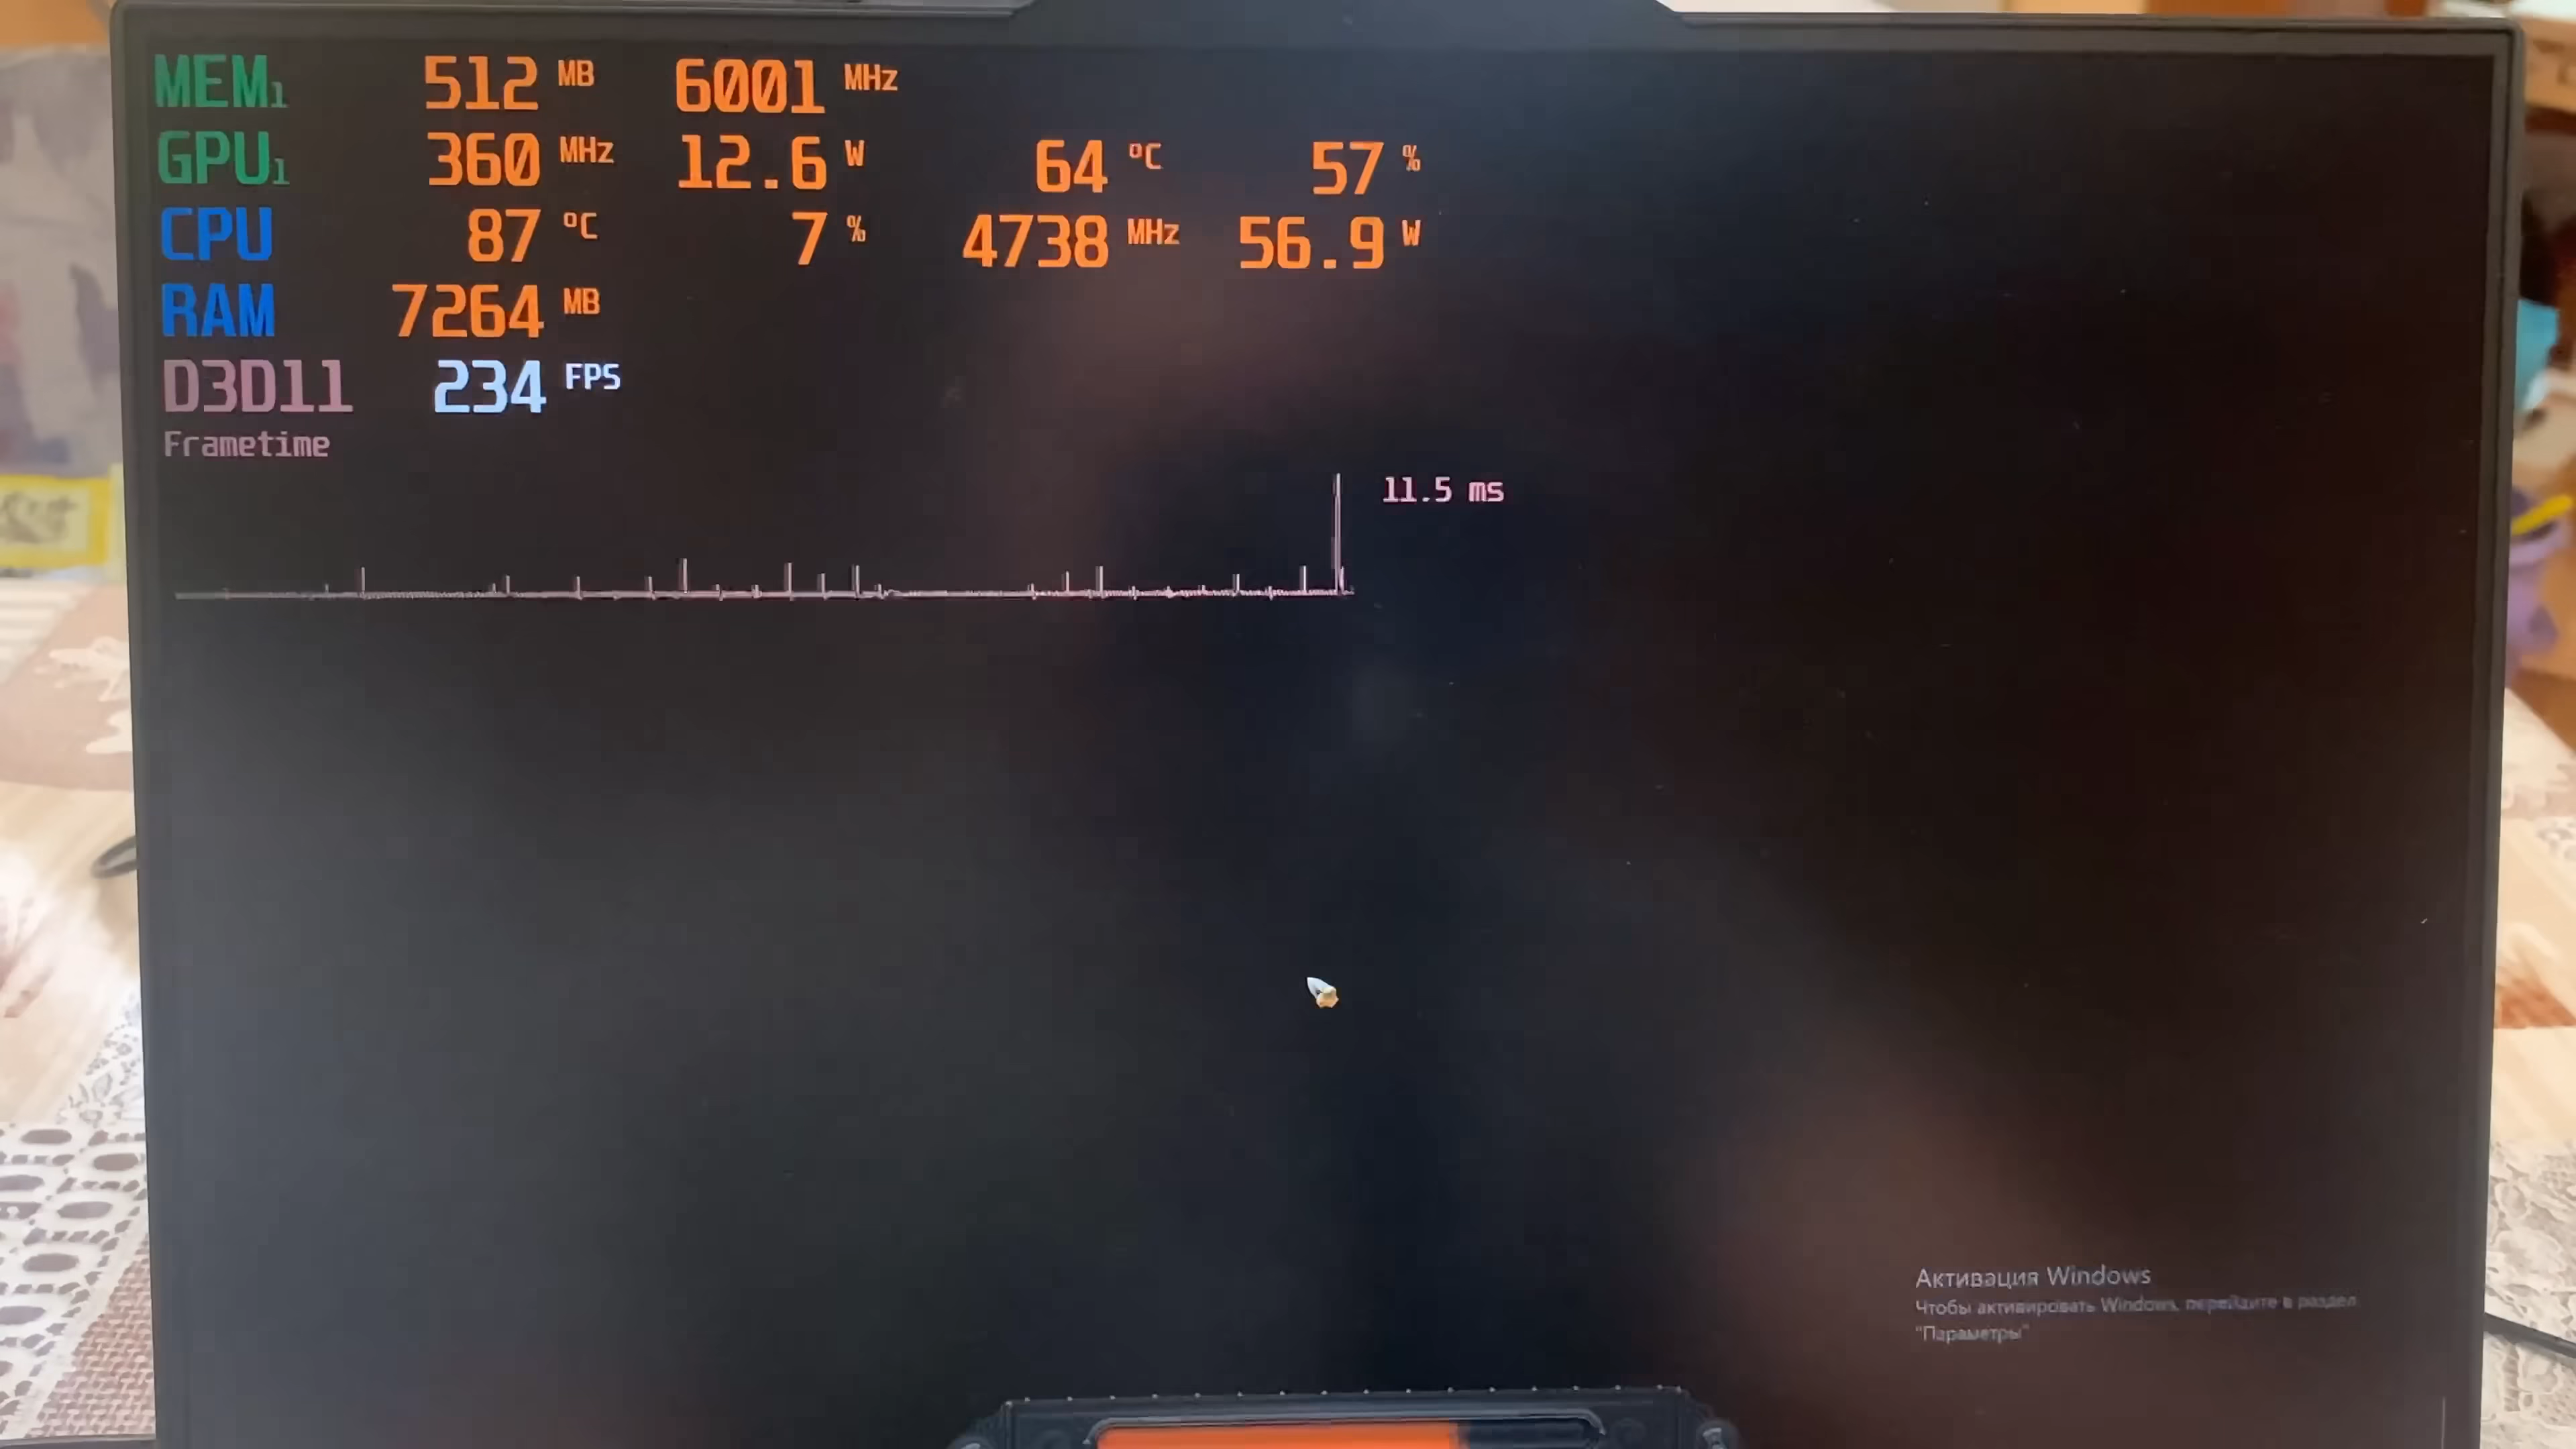 MEM1 512 MB 6001 MHz
GPU1 360 MHz 12.6 W 64 °C 57 %
CPU 87 °C 7 % 4738 MHz 56.9 W
RAM 7264 MB
D3D11 234 FPS
Frametime
11.5 ms
Активация Windows
Чтобы активировать Windows, перейдите в раздел
"Параметры"